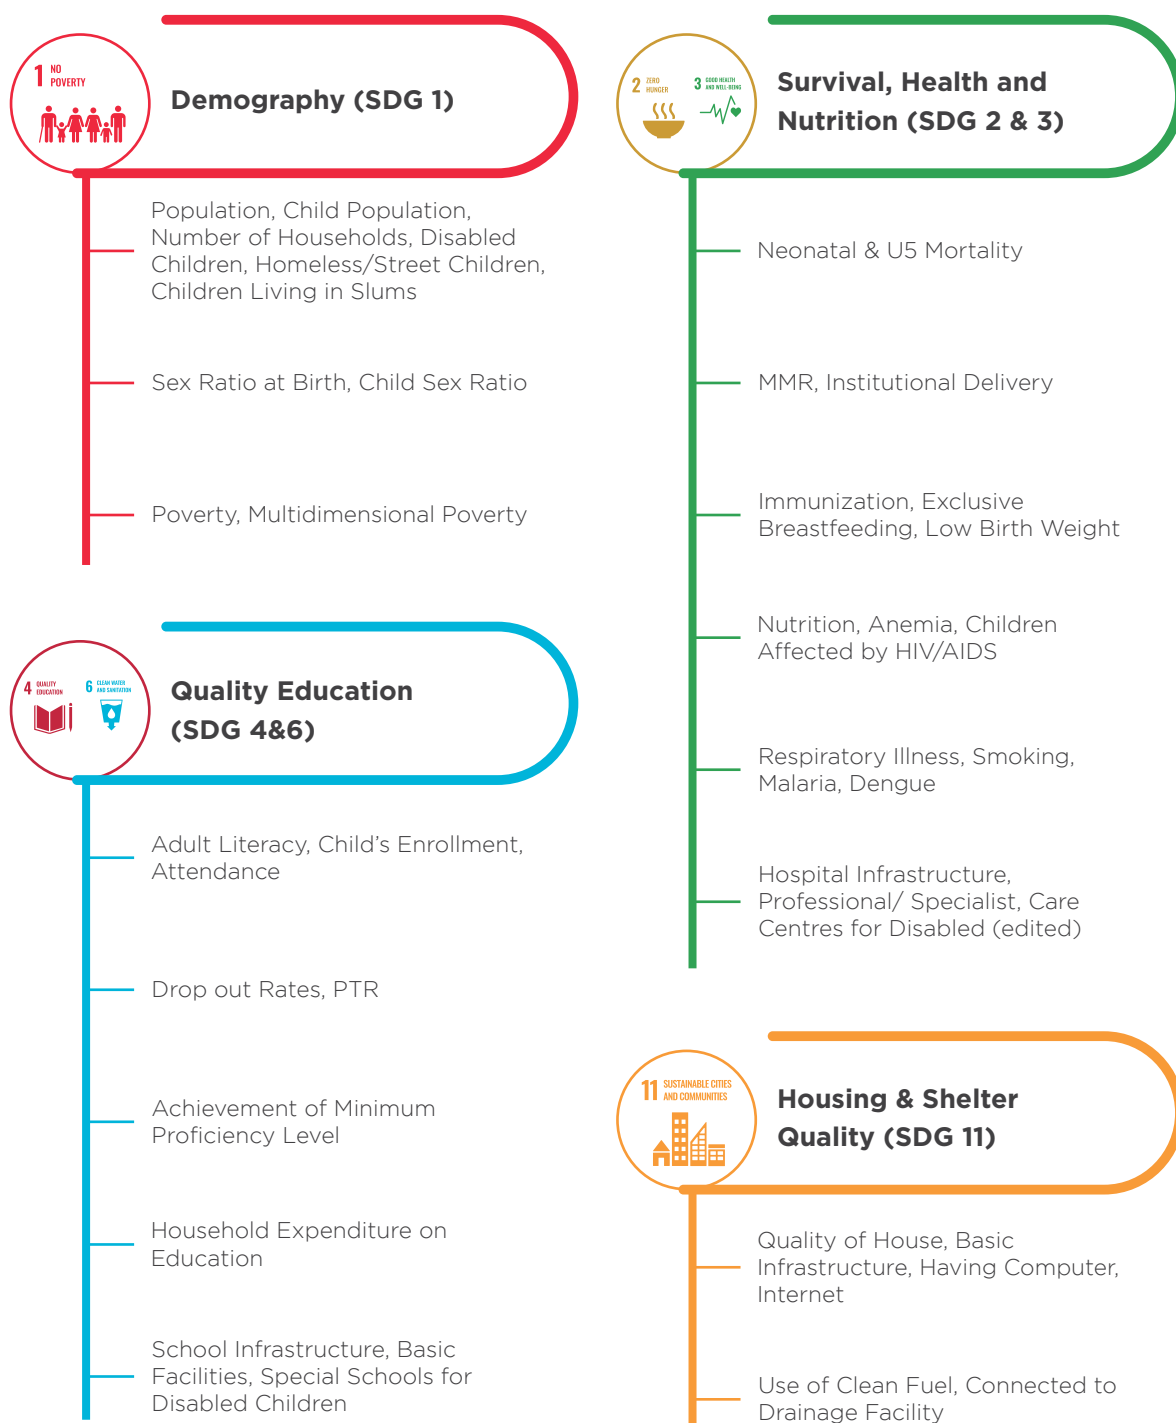 1 NO
POVERTY
Demography (SDG 1)
Population, Child Population,
Number of Households, Disabled
Children, Homeless/Street Children,
Children Living in Slums
Sex Ratio at Birth, Child Sex Ratio
Poverty, Multidimensional Poverty
4 QUALITY
EDUCATION
6 CLEAN WATER
AND SANITATION
Quality Education
(SDG 4&6)
Adult Literacy, Child’s Enrollment,
Attendance
Drop out Rates, PTR
Achievement of Minimum
Proficiency Level
Household Expenditure on
Education
School Infrastructure, Basic
Facilities, Special Schools for
Disabled Children
2 ZERO
HUNGER
3 GOOD HEALTH
AND WELL-BEING
Survival, Health and
Nutrition (SDG 2 & 3)
Neonatal & U5 Mortality
MMR, Institutional Delivery
Immunization, Exclusive
Breastfeeding, Low Birth Weight
Nutrition, Anemia, Children
Affected by HIV/AIDS
Respiratory Illness, Smoking,
Malaria, Dengue
Hospital Infrastructure,
Professional/ Specialist, Care
Centres for Disabled (edited)
11 SUSTAINABLE CITIES
AND COMMUNITIES
Housing & Shelter
Quality (SDG 11)
Quality of House, Basic
Infrastructure, Having Computer,
Internet
Use of Clean Fuel, Connected to
Drainage Facility